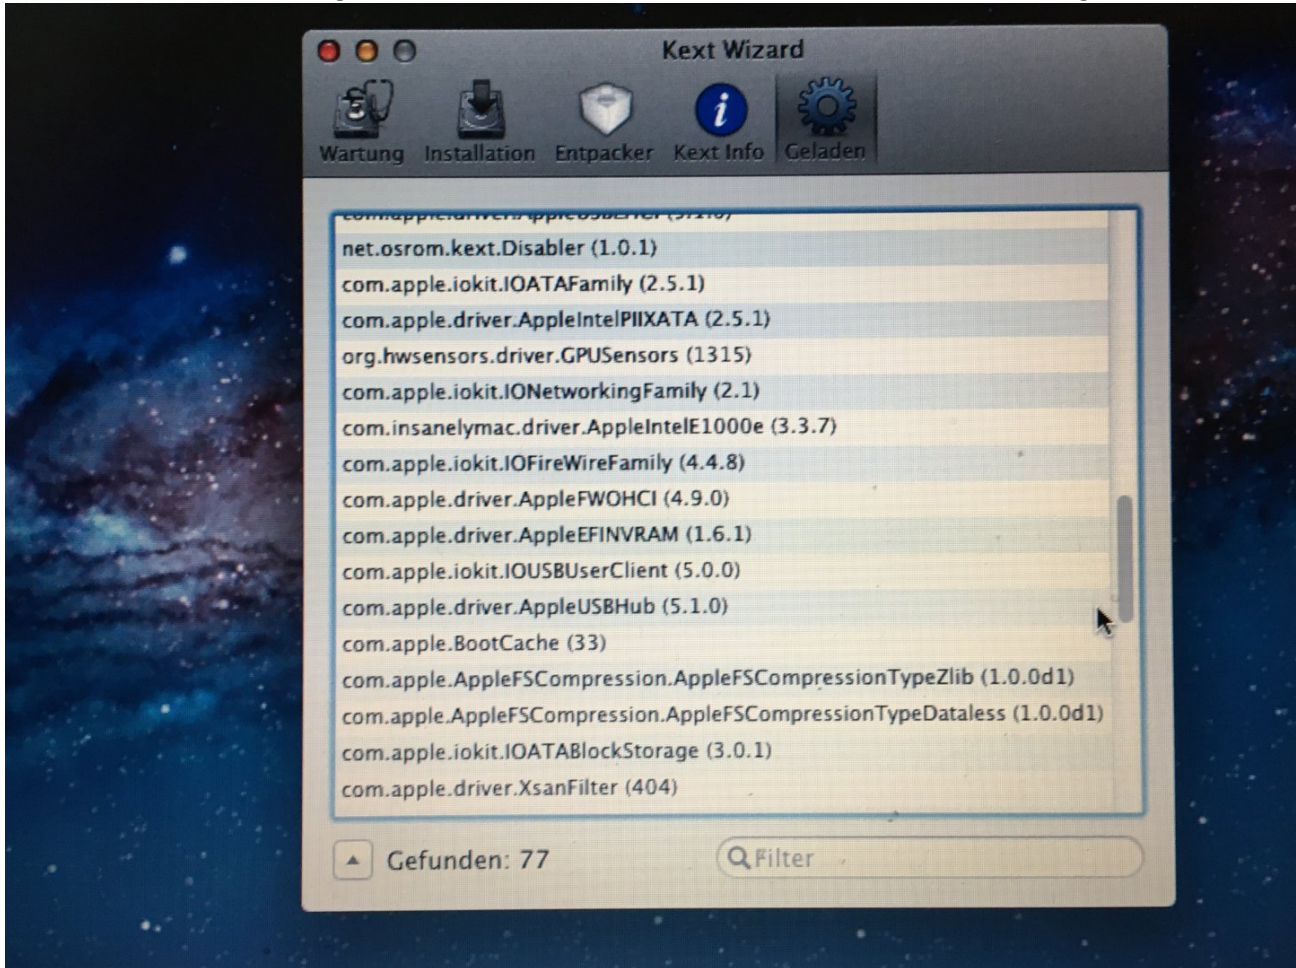 Kext Wizard
Wartung Installation Entpacker Kext Info Geladen
net.osrom.kext.Disabler (1.0.1)
com.apple.iokit.IOATAFamily (2.5.1)
com.apple.driver.AppleIntelPIIXATA (2.5.1)
org.hwsensors.driver.GPUSensors (1315)
com.apple.iokit.IONetworkingFamily (2.1)
com.insanelymac.driver.AppleIntelE1000e (3.3.7)
com.apple.iokit.IOFireWireFamily (4.4.8)
com.apple.driver.AppleFWOHCI (4.9.0)
com.apple.driver.AppleEFINVRAM (1.6.1)
com.apple.iokit.IOUSBUserClient (5.0.0)
com.apple.driver.AppleUSBHub (5.1.0)
com.apple.BootCache (33)
com.apple.AppleFSCompression.AppleFSCompressionTypeZlib (1.0.0d1)
com.apple.AppleFSCompression.AppleFSCompressionTypeDataless (1.0.0d1)
com.apple.iokit.IOATABlockStorage (3.0.1)
com.apple.driver.XsanFilter (404)
Gefunden: 77
Filter